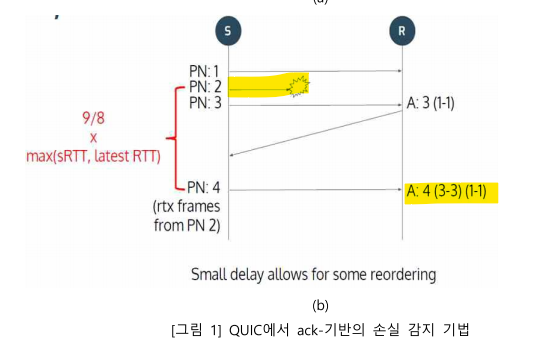 (a)
S
R
PN: 1
PN: 2
PN: 3
A: 3 (1-1)
9/8
x
max(sRTT, latest RTT)
PN: 4
A: 4 (3-3) (1-1)
(rtx frames
from PN 2)
Small delay allows for some reordering
(b)
[그림 1] QUIC에서 ack-기반의 손실 감지 기법